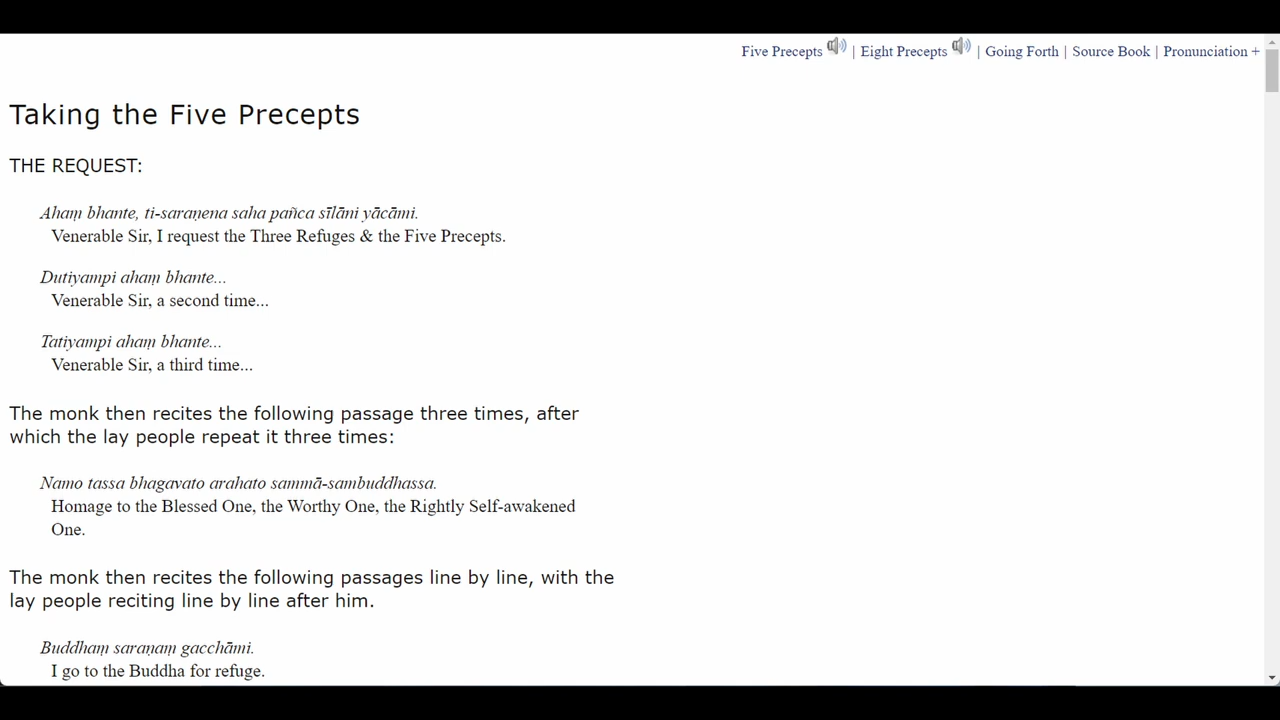 Five Precepts | Eight Precepts | Going Forth | Source Book | Pronunciation +
Taking the Five Precepts
THE REQUEST:
Ahaṃ bhante, ti-saraṇena saha pañca sīlāni yācāmi.
Venerable Sir, I request the Three Refuges & the Five Precepts.
Dutiyampi ahaṃ bhante...
Venerable Sir, a second time...
Tatiyampi ahaṃ bhante...
Venerable Sir, a third time...
The monk then recites the following passage three times, after
which the lay people repeat it three times:
Namo tassa bhagavato arahato sammā-sambuddhassa.
Homage to the Blessed One, the Worthy One, the Rightly Self-awakened
One.
The monk then recites the following passages line by line, with the
lay people reciting line by line after him.
Buddhaṃ saraṇaṃ gacchāmi.
I go to the Buddha for refuge.